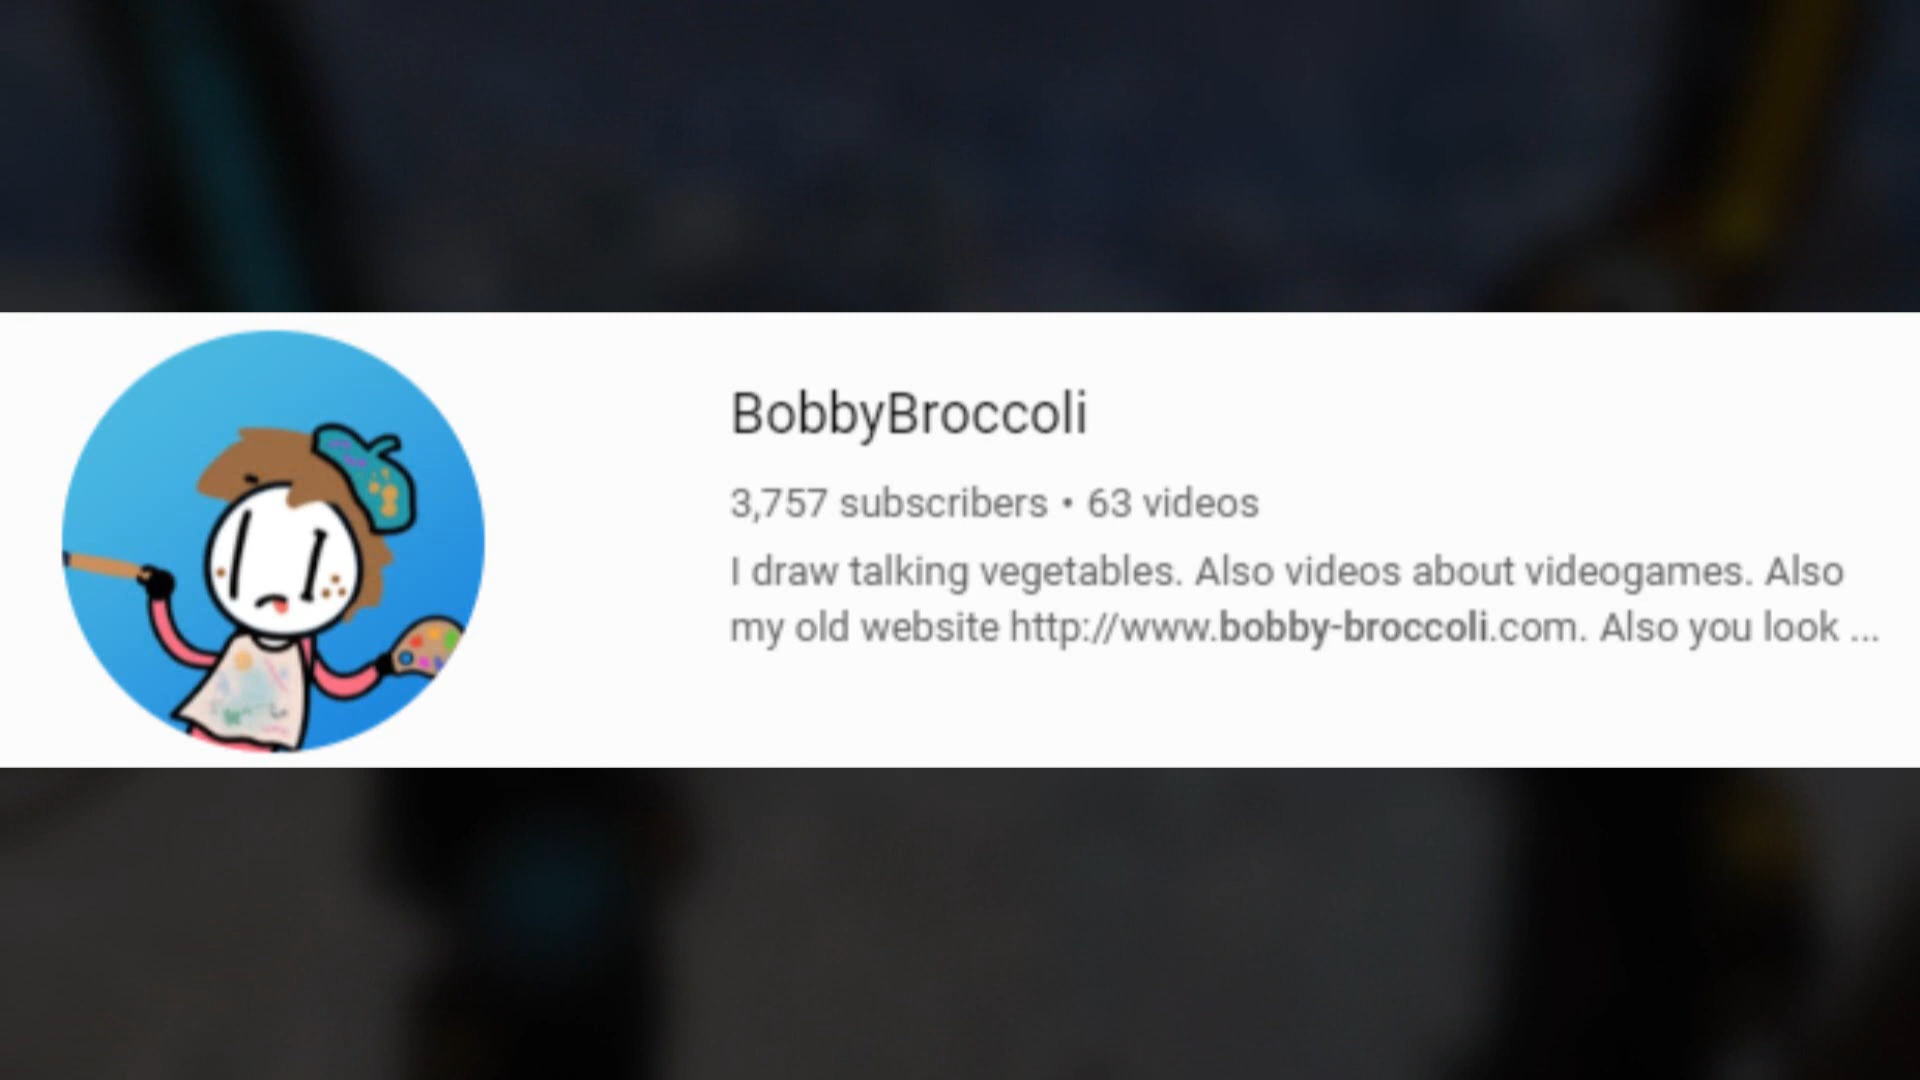 BobbyBroccoli
3,757 subscribers • 63 videos
I draw talking vegetables. Also videos about videogames. Also
my old website http://www.bobby-broccoli.com. Also you look ...